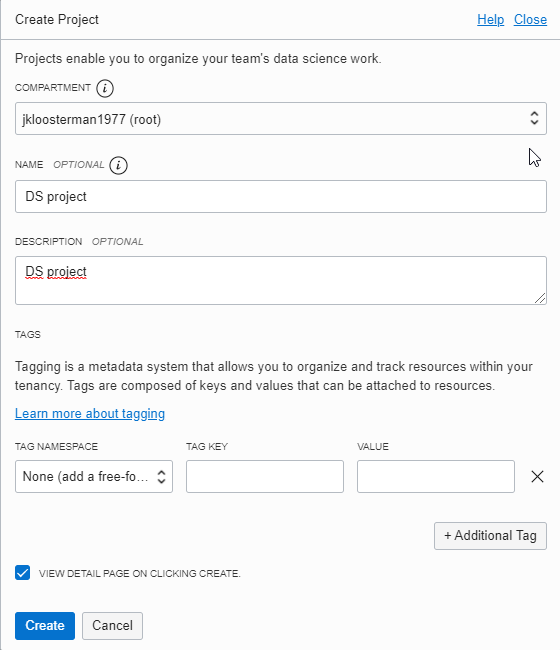 Create Project Help Close
Projects enable you to organize your team's data science work.
COMPARTMENT i
jkloosterman1977 (root)
NAME OPTIONAL i
DS project
DESCRIPTION OPTIONAL
DS project
TAGS
Tagging is a metadata system that allows you to organize and track resources within your
tenancy. Tags are composed of keys and values that can be attached to resources.
Learn more about tagging
TAG NAMESPACE TAG KEY VALUE
None (add a free-fo...
+ Additional Tag
VIEW DETAIL PAGE ON CLICKING CREATE.
Create Cancel